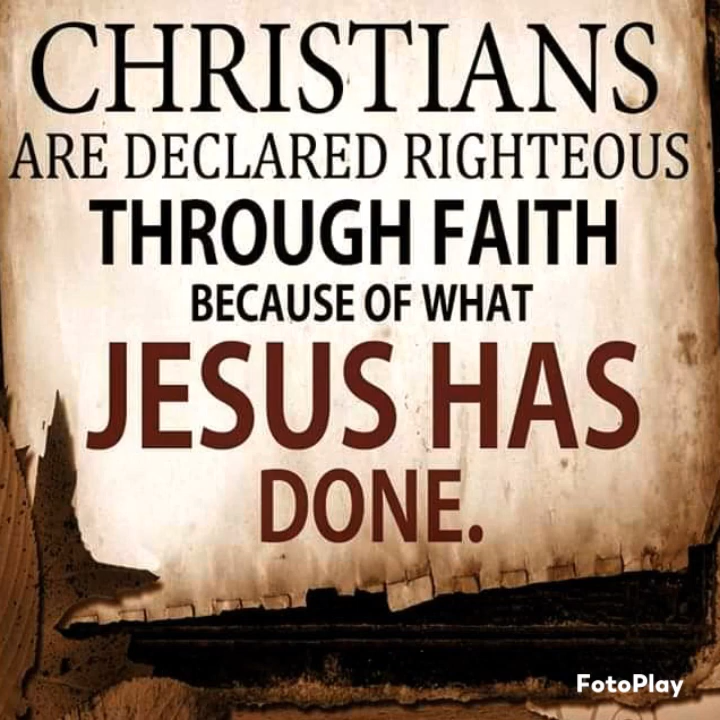 CHRISTIANS
ARE DECLARED RIGHTEOUS
THROUGH FAITH
BECAUSE OF WHAT
JESUS HAS
DONE.
FotoPlay